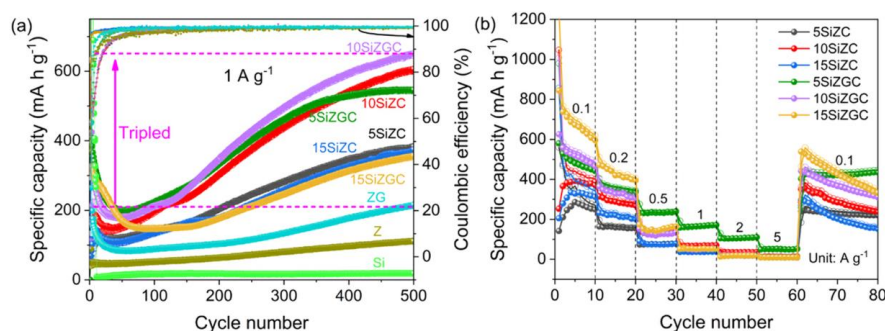 (a)
Specific capacity (mA h g⁻¹)
600
400
200
0
0
100
200
300
400
500
Cycle number
Coulombic efficiency (%)
100
80
60
40
20
0
1 A g⁻¹
Tripled
10SiZGC
10SiZC
5SiZGC
5SiZC
15SiZC
15SiZGC
ZG
Z
Si
(b)
Specific capacity (mA h g⁻¹)
1200
1000
800
600
400
200
0
0
10
20
30
40
50
60
70
80
Cycle number
0.1
0.2
0.5
1
2
5
0.1
Unit: A g⁻¹
5SiZC
10SiZC
15SiZC
5SiZGC
10SiZGC
15SiZGC